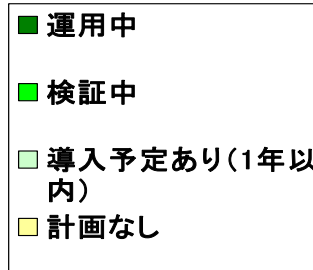 運用中
検証中
導入予定あり(1年以
内)
計画なし